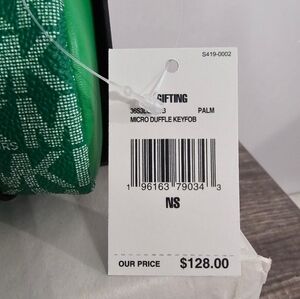 S419-0002
GIFTING
PALM
MICRO DUFFLE KEYFOB
1 96163 79034 3
NS
OUR PRICE $128.00